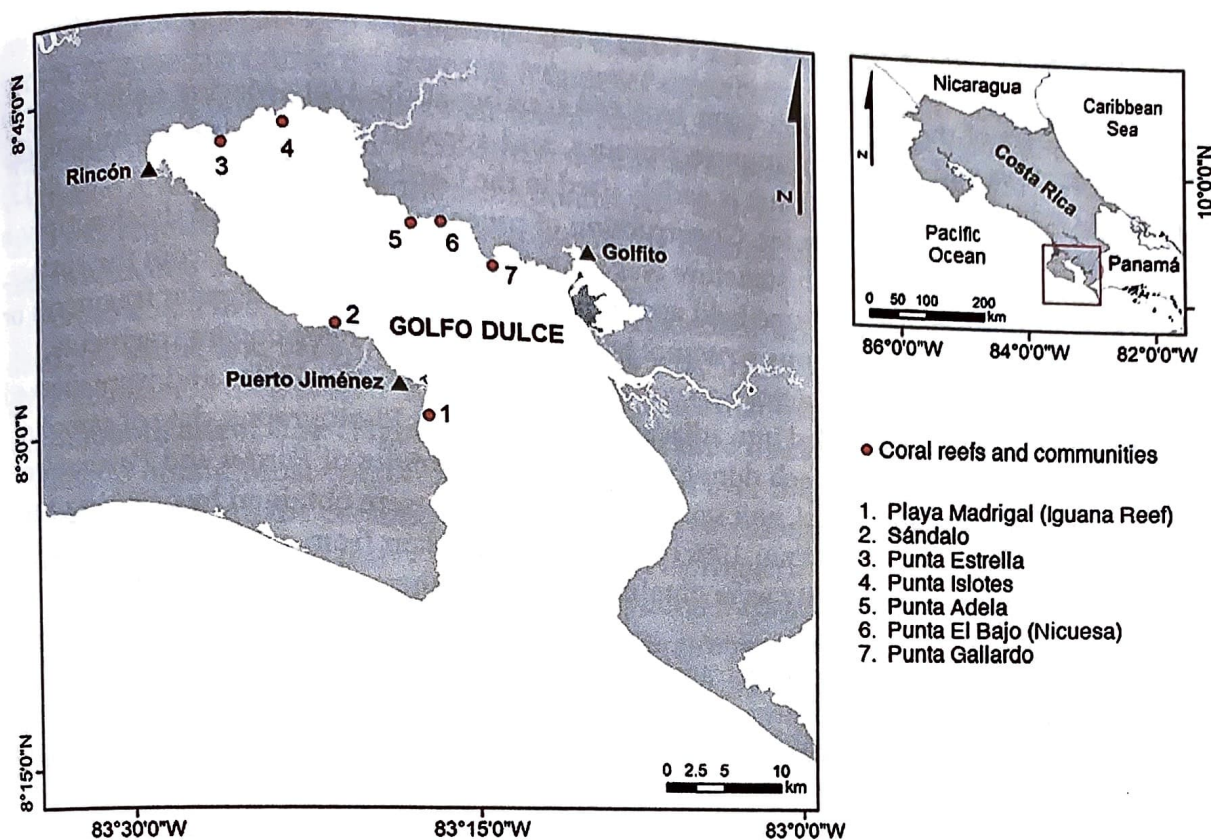 8°45'0"N
8°30'0"N
8°15'0"N
83°30'0"W
83°15'0"W
83°0'0"W
Rincón
3
4
5
6
7
Golfito
2
GOLFO DULCE
Puerto Jiménez
1
N
0 2.5 5 10
km
Nicaragua
Caribbean
Sea
Costa Rica
Pacific
Ocean
Panamá
N
0 50 100 200
km
10°0'0"N
86°0'0"W
84°0'0"W
82°0'0"W
Coral reefs and communities
1. Playa Madrigal (Iguana Reef)
2. Sándalo
3. Punta Estrella
4. Punta Islotes
5. Punta Adela
6. Punta El Bajo (Nicuesa)
7. Punta Gallardo